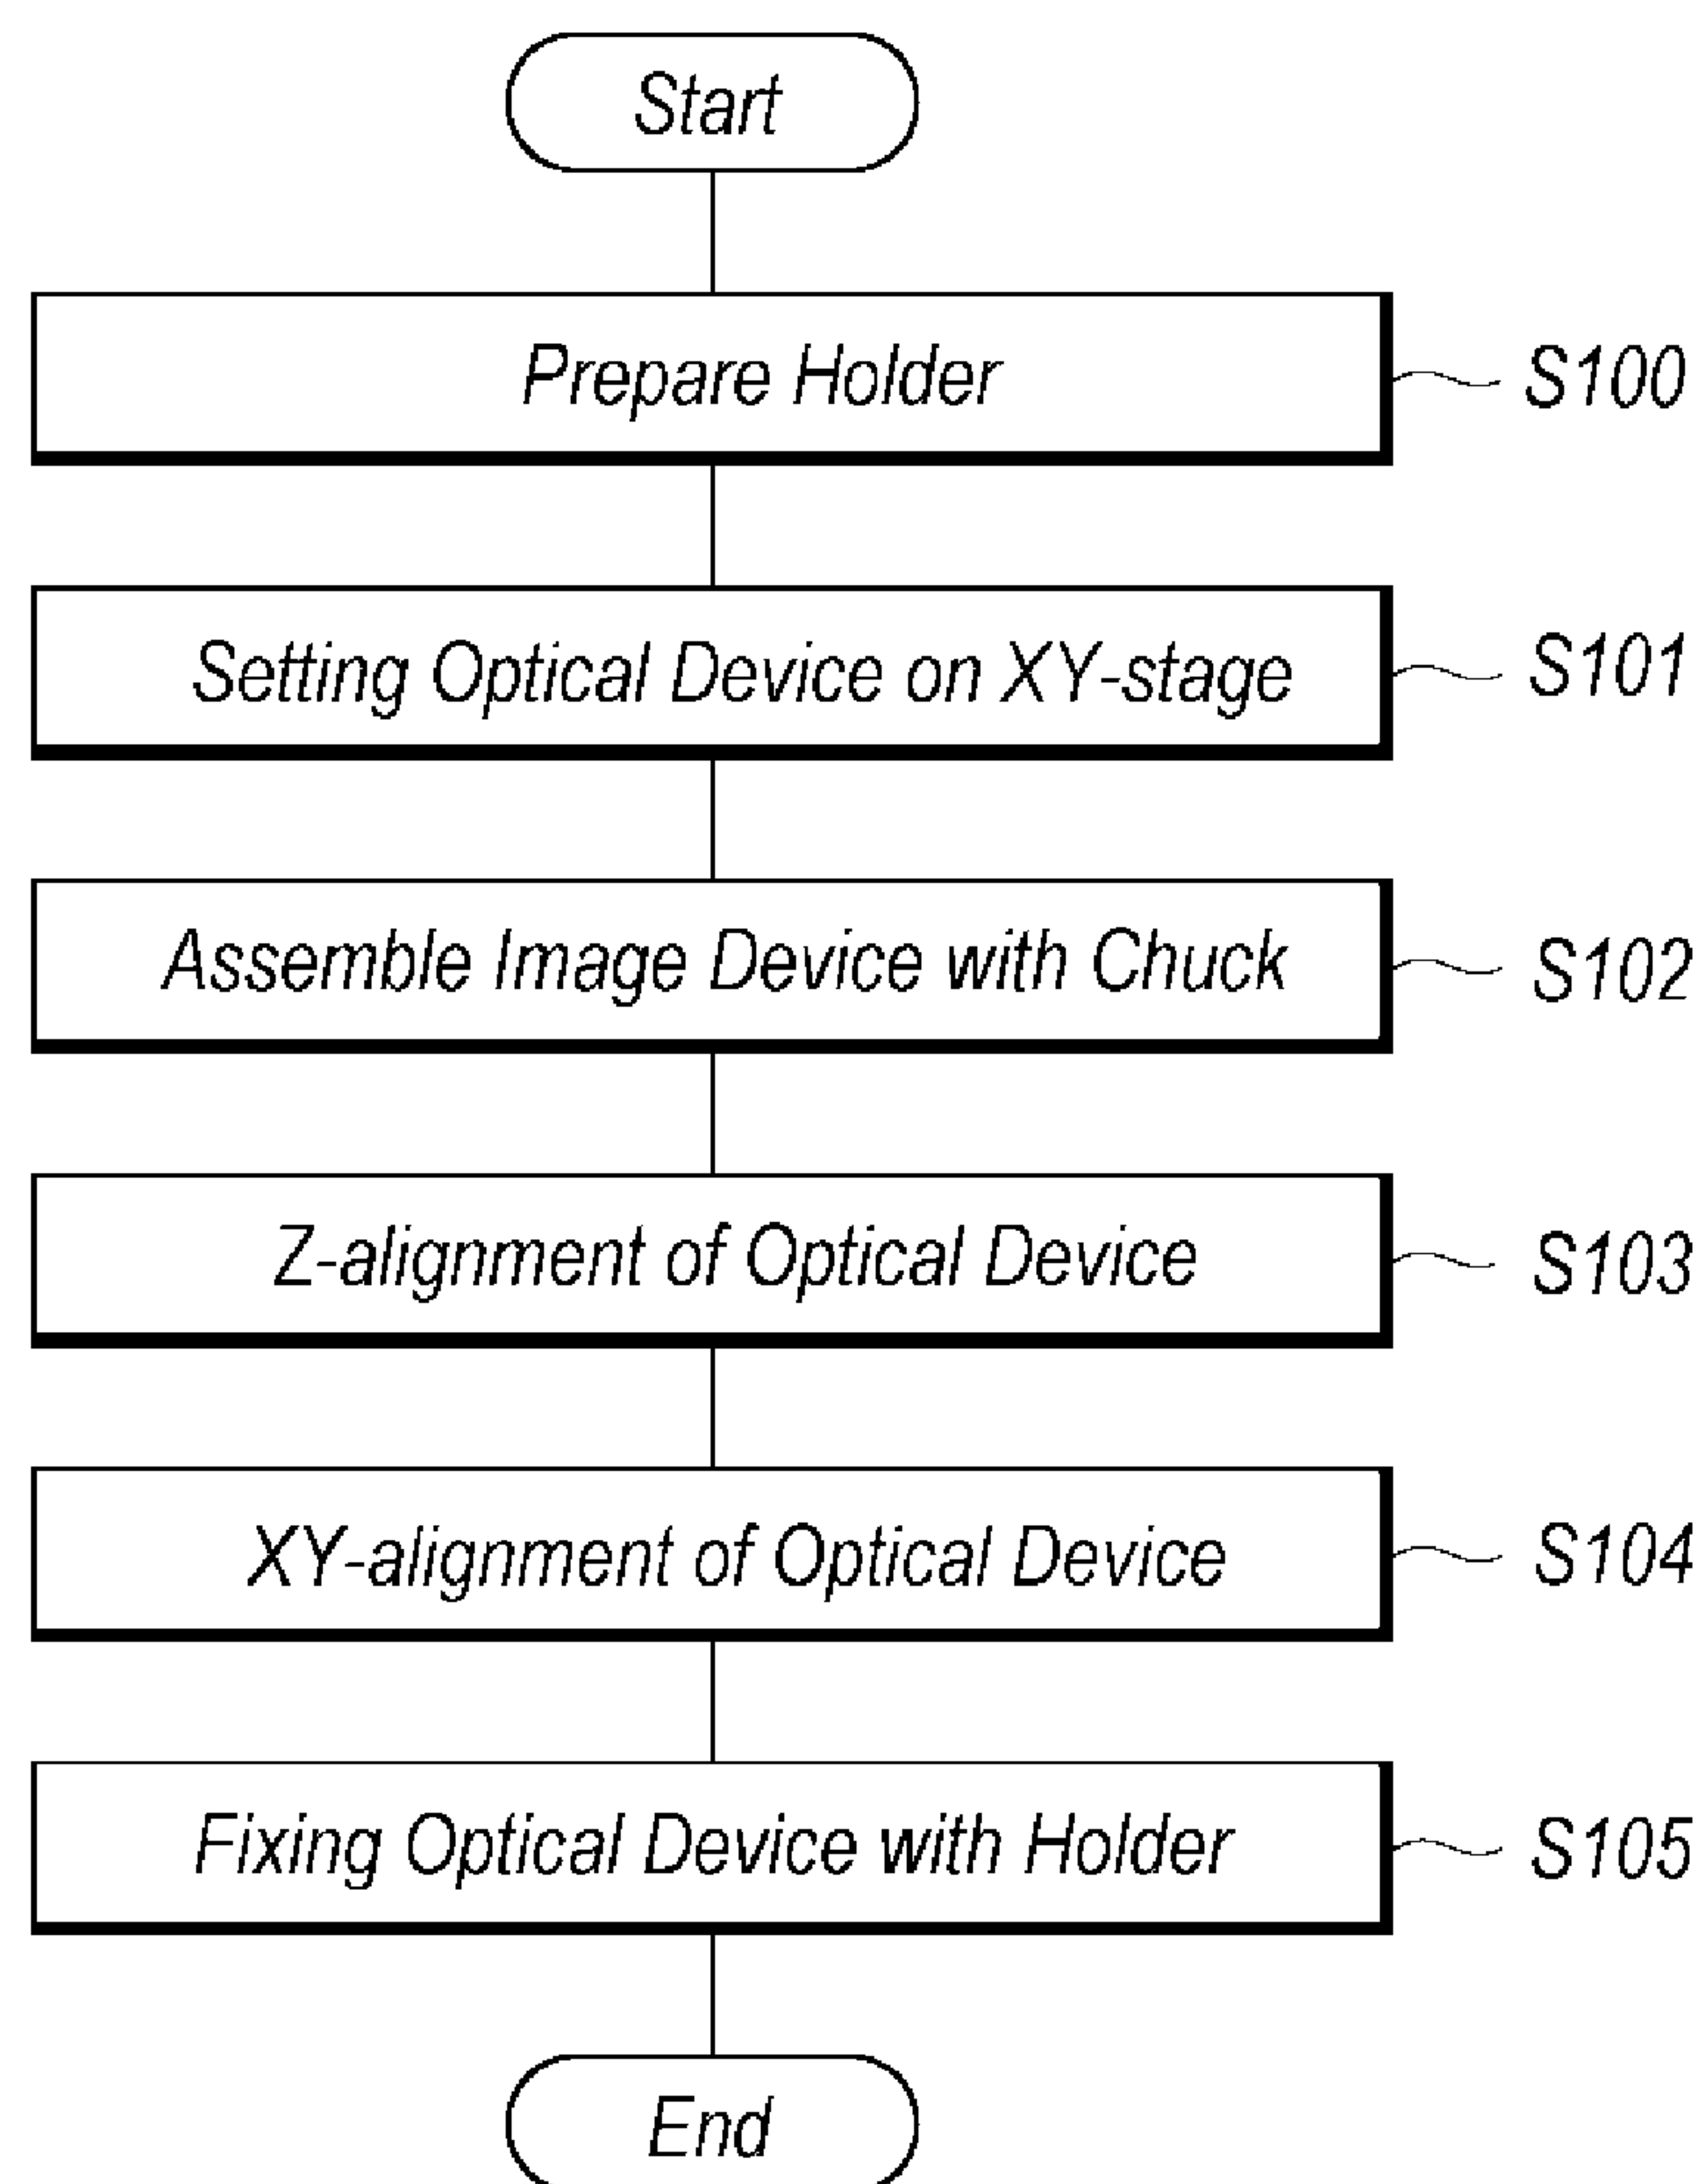 Start
Prepare Holder S100
Setting Optical Device on XY-stage S101
Assemble Image Device with Chuck S102
Z-alignment of Optical Device S103
XY-alignment of Optical Device S104
Fixing Optical Device with Holder S105
End